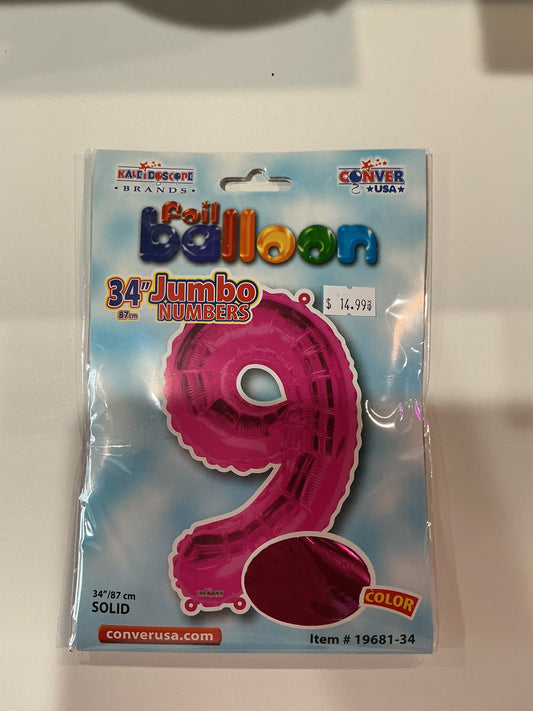 KALEIDOSCOPE
• BRANDS •
CONVER
★USA★
foil
balloon
34" Jumbo
87cm NUMBERS
$ 14.99
9
34"/87 cm
SOLID
COLOR
converusa.com
Item # 19681-34